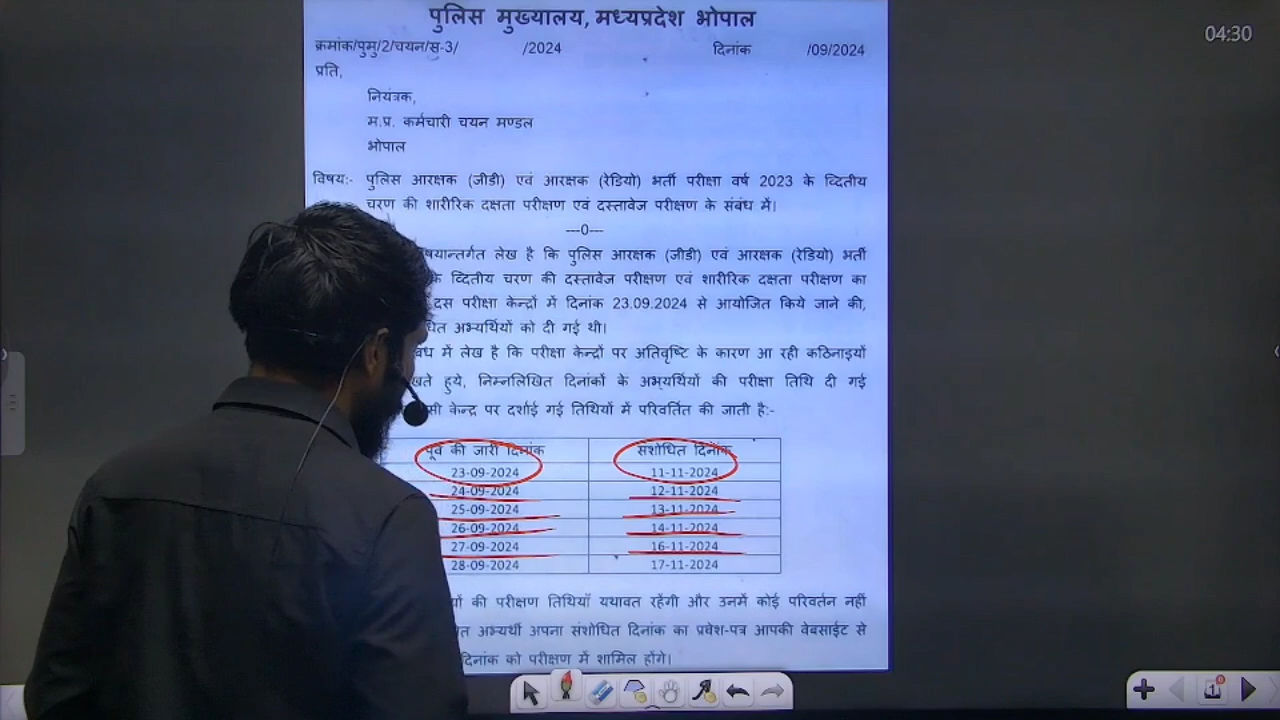 पुलिस मुख्यालय, मध्यप्रदेश भोपाल
04:30
क्रमांक/पुमु/2/चयन/सु-3/ /2024 दिनांक /09/2024
प्रति,
नियंत्रक,
म.प्र. कर्मचारी चयन मण्डल
भोपाल
विषय:- पुलिस आरक्षक (जीडी) एवं आरक्षक (रेडियो) भर्ती परीक्षा वर्ष 2023 के व्दितीय
चरण की शारीरिक दक्षता परीक्षण एवं दस्तावेज परीक्षण के संबंध में।
---0---
लेख है कि पुलिस आरक्षक (जीडी) एवं आरक्षक (रेडियो) भर्ती
के व्दितीय चरण की दस्तावेज परीक्षण एवं शारीरिक दक्षता परीक्षण का
दस परीक्षा केन्द्रों में दिनांक 23.09.2024 से आयोजित किये जाने की,
अभ्यर्थियों को दी गई थी।
में लेख है कि परीक्षा केन्द्रों पर अतिवृष्टि के कारण आ रही कठिनाइयों
हुये, निम्नलिखित दिनांकों के अभ्यर्थियों की परीक्षा तिथि दी गई
केन्द्र पर दर्शाई गई तिथियों में परिवर्तित की जाती है:-
पूर्व की जारी दिनांक संशोधित दिनांक
23-09-2024 11-11-2024
24-09-2024 12-11-2024
25-09-2024 13-11-2024
26-09-2024 14-11-2024
27-09-2024 16-11-2024
28-09-2024 17-11-2024
की परीक्षण तिथियाँ यथावत रहेंगी और उनमें कोई परिवर्तन नहीं
अभ्यर्थी अपना संशोधित दिनांक का प्रवेश-पत्र आपकी वेबसाईट से
दिनांक को परीक्षण में शामिल होंगे।
1